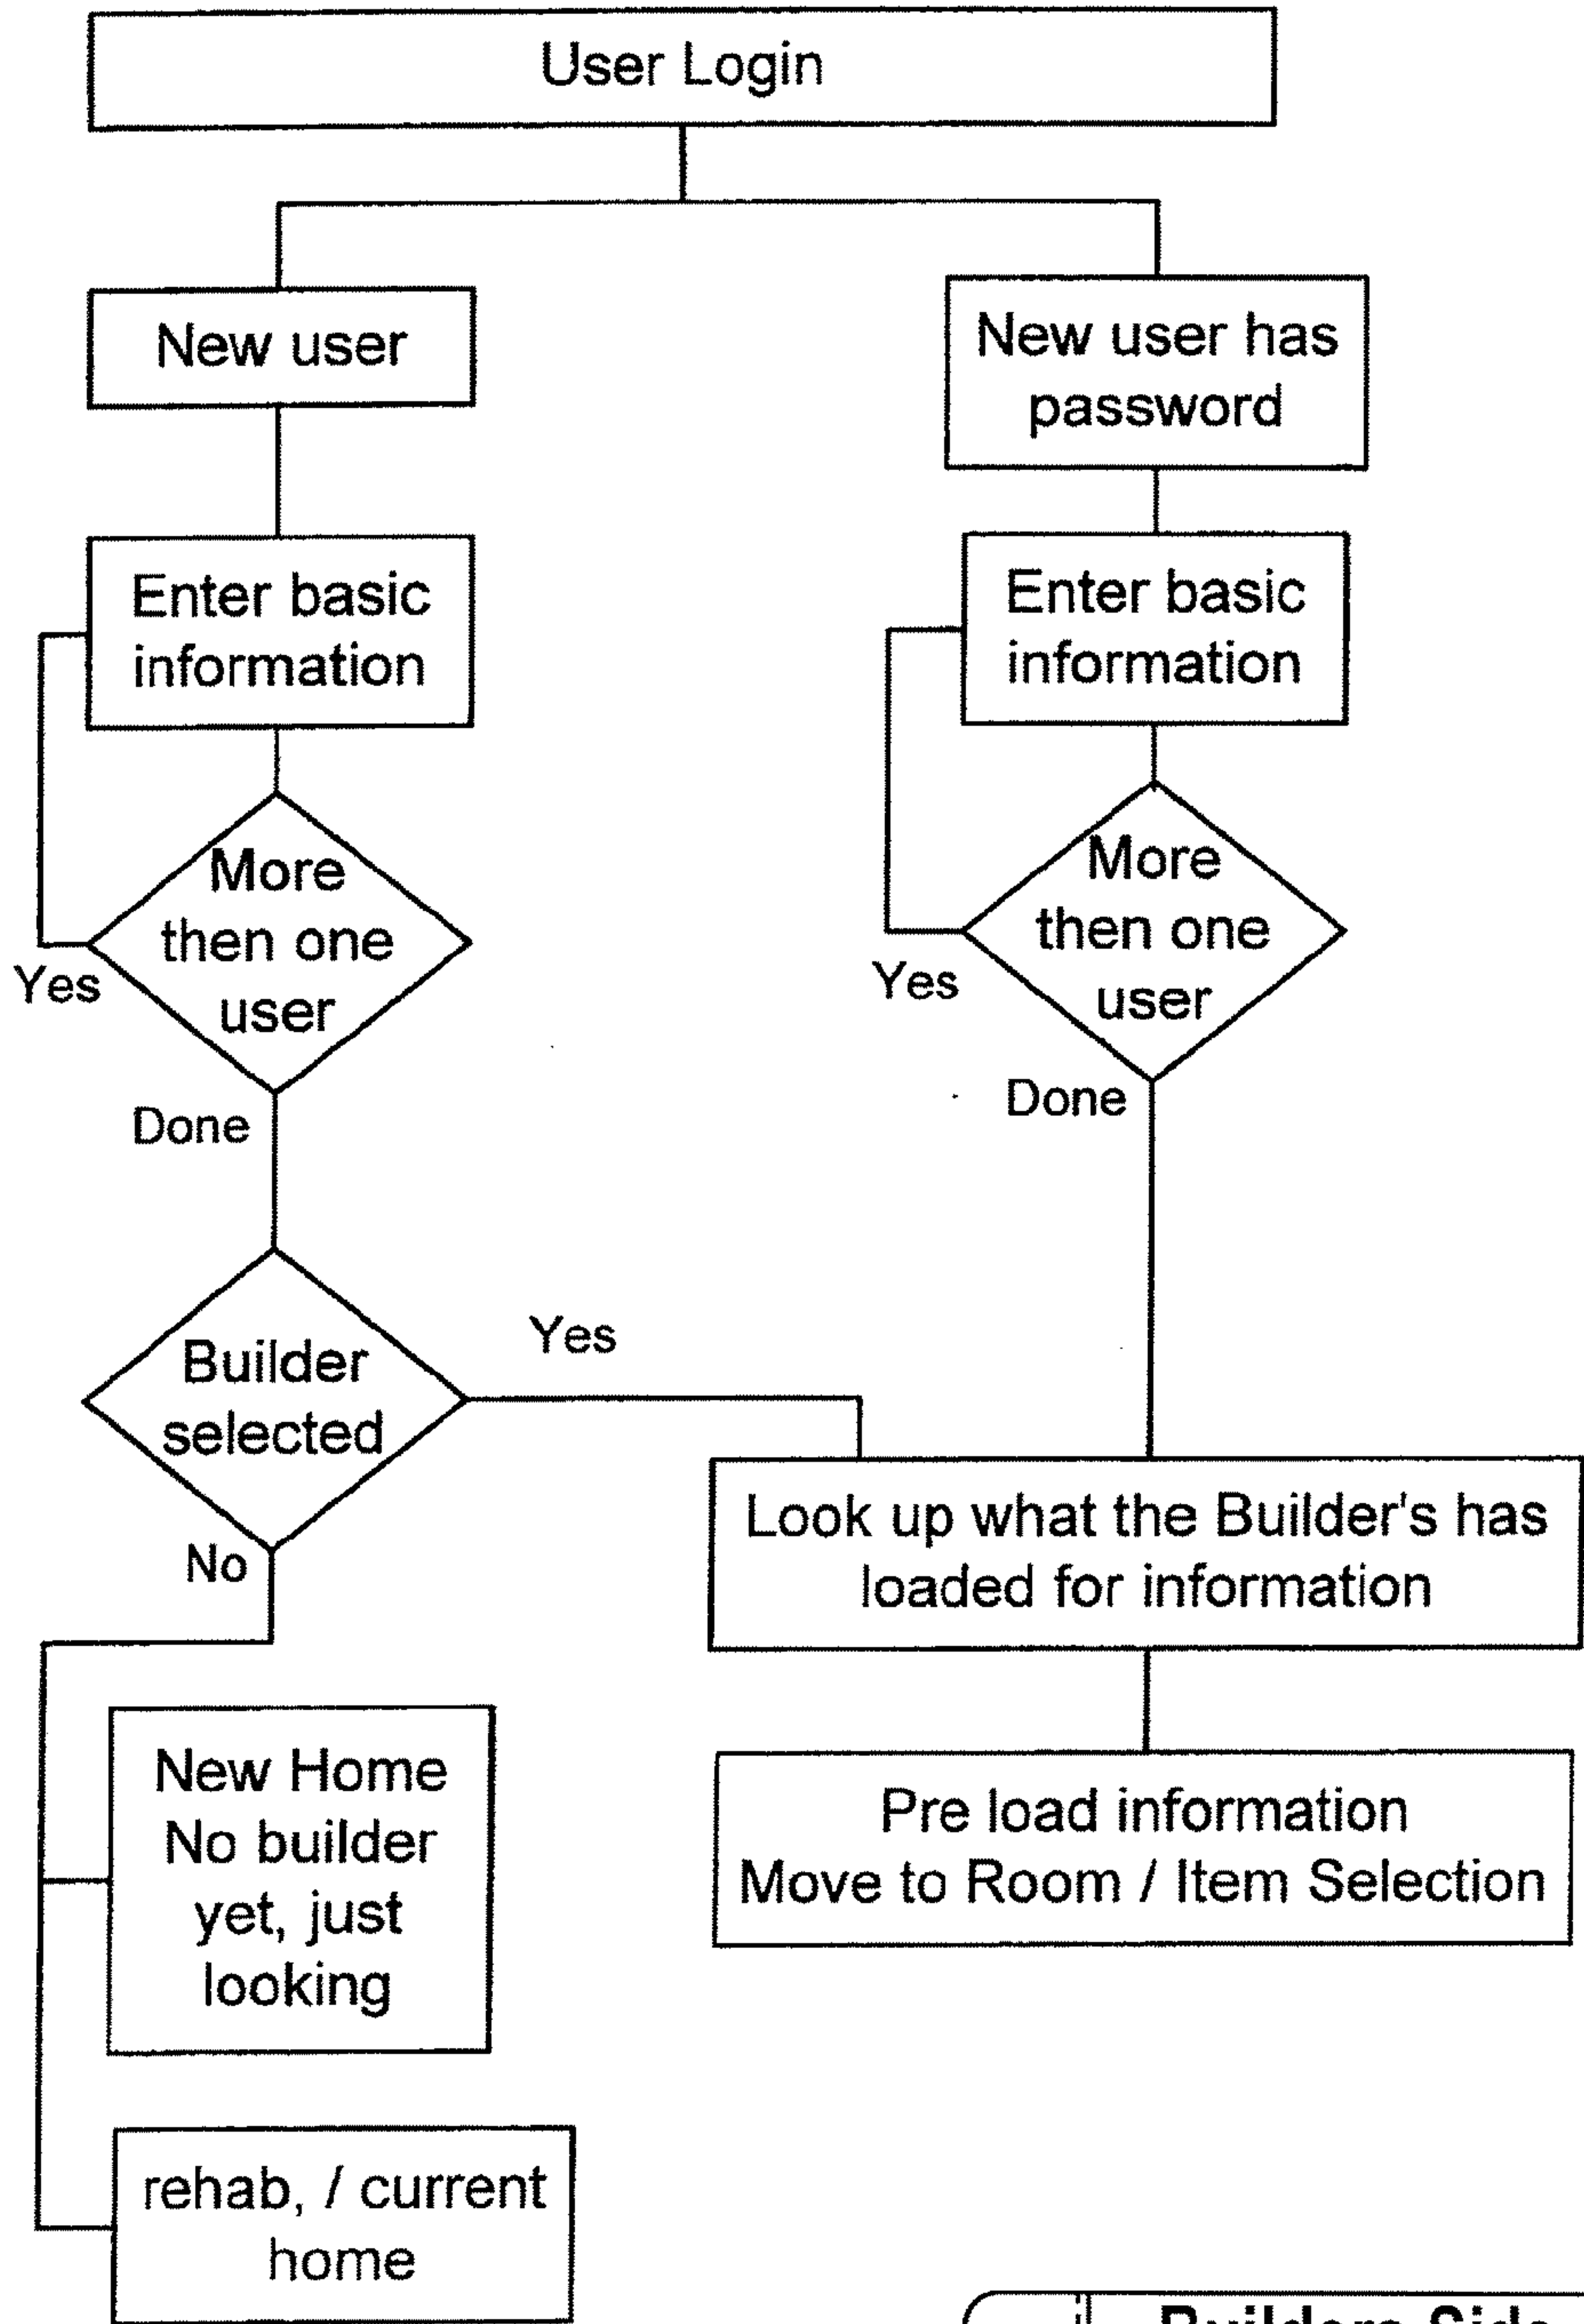 User Login
New user
New user has
password
Enter basic
information
Enter basic
information
More
then one
user
Yes
Done
More
then one
user
Yes
Done
Builder
selected
Yes
No
Look up what the Builder's has
loaded for information
New Home
No builder
yet, just
looking
Pre load information
Move to Room / Item Selection
rehab, / current
home
Builders Side